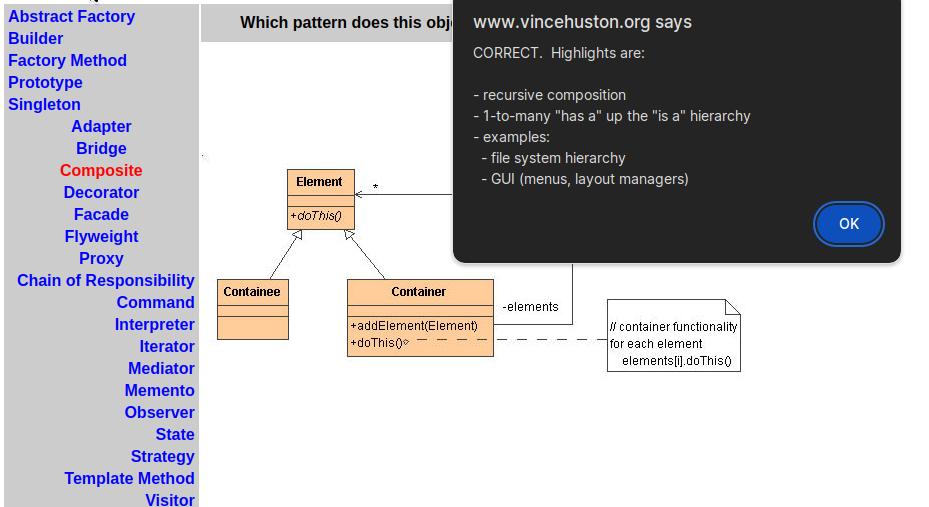 Abstract Factory
Builder
Factory Method
Prototype
Singleton
Adapter
Bridge
Composite
Decorator
Facade
Flyweight
Proxy
Chain of Responsibility
Command
Interpreter
Iterator
Mediator
Memento
Observer
State
Strategy
Template Method
Visitor
Which pattern does this obj
www.vincehuston.org says
CORRECT.  Highlights are:
- recursive composition
- 1-to-many "has a" up the "is a" hierarchy
- examples:
- file system hierarchy
- GUI (menus, layout managers)
OK
Element
*
+doThis()
Containee
Container
-elements
+addElement(Element)
+doThis()
// container functionality
for each element
elements[i].doThis()